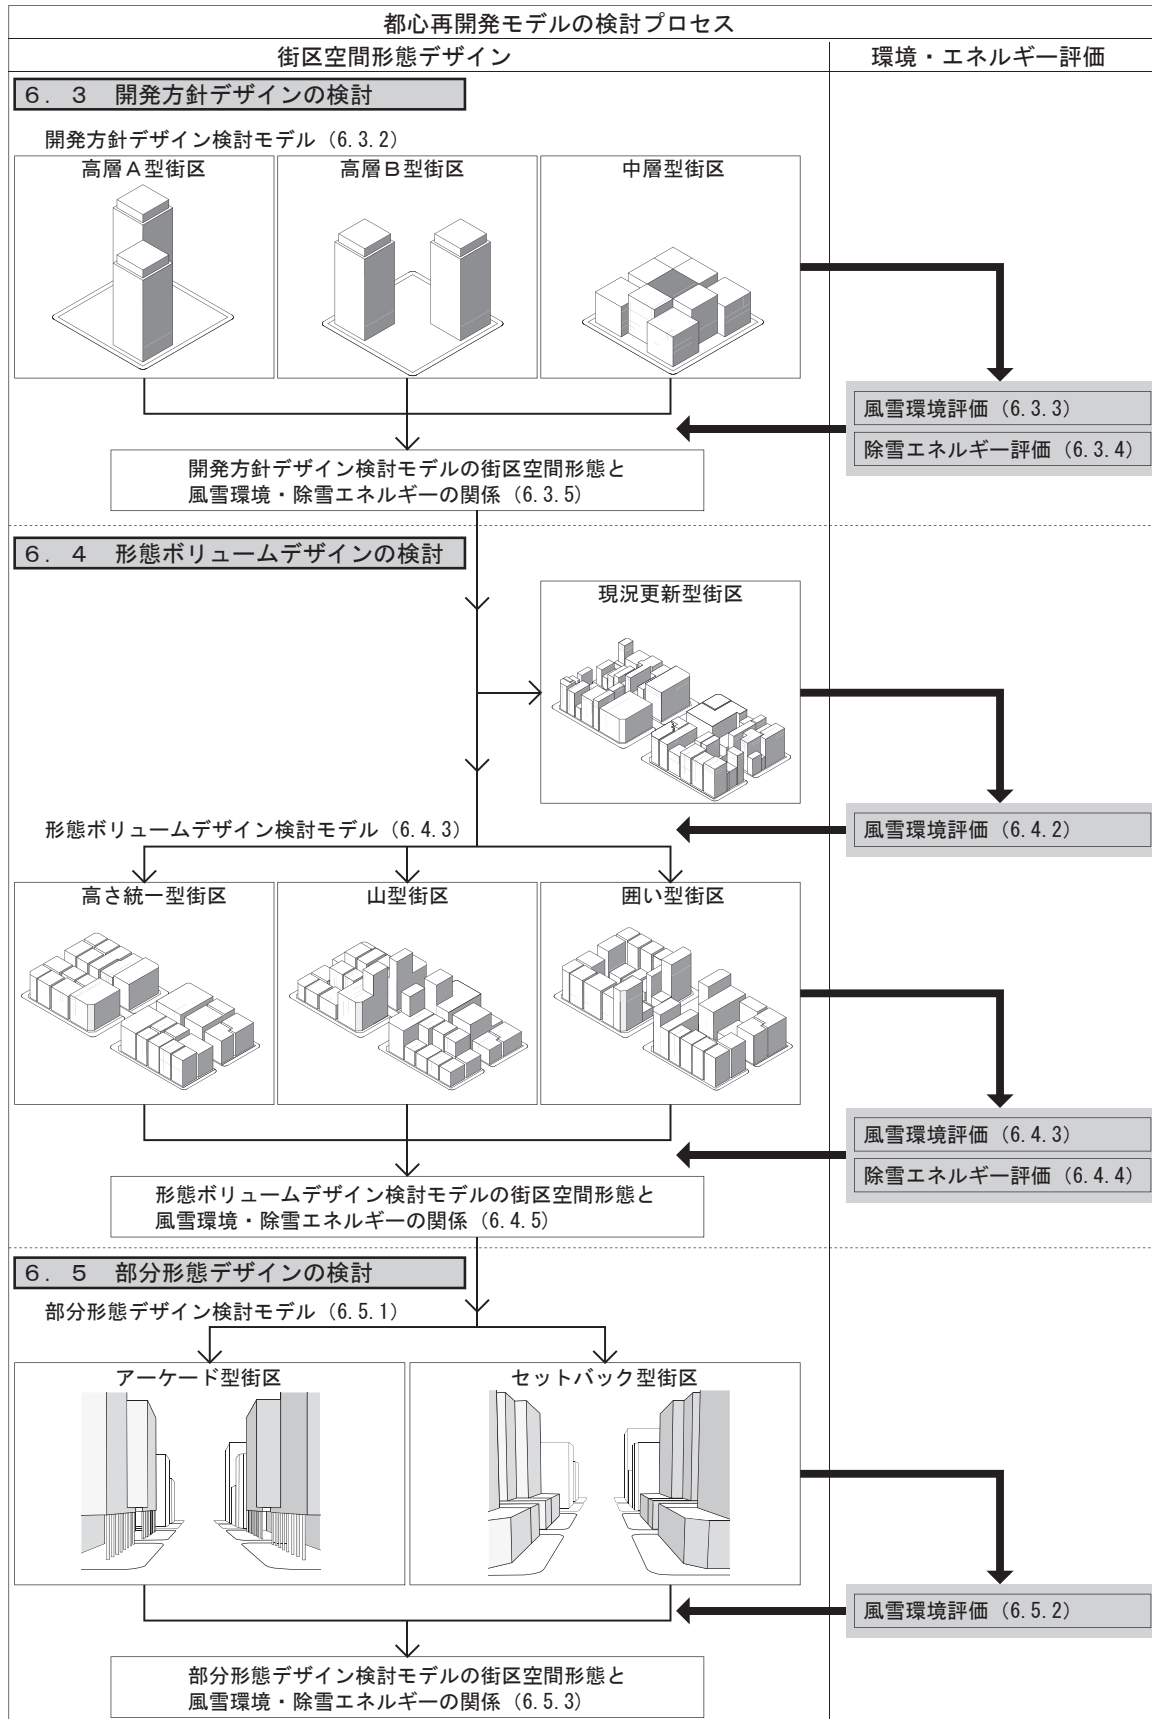 都心再開発モデルの検討プロセス
街区空間形態デザイン
環境・エネルギー評価
6. 3 開発方針デザインの検討
開発方針デザイン検討モデル (6.3.2)
高層A型街区
高層B型街区
中層型街区
風雪環境評価 (6.3.3)
除雪エネルギー評価 (6.3.4)
開発方針デザイン検討モデルの街区空間形態と
風雪環境・除雪エネルギーの関係 (6.3.5)
6. 4 形態ボリュームデザインの検討
現況更新型街区
風雪環境評価 (6.4.2)
形態ボリュームデザイン検討モデル (6.4.3)
高さ統一型街区
山型街区
囲い型街区
風雪環境評価 (6.4.3)
除雪エネルギー評価 (6.4.4)
形態ボリュームデザイン検討モデルの街区空間形態と
風雪環境・除雪エネルギーの関係 (6.4.5)
6. 5 部分形態デザインの検討
部分形態デザイン検討モデル (6.5.1)
アーケード型街区
セットバック型街区
風雪環境評価 (6.5.2)
部分形態デザイン検討モデルの街区空間形態と
風雪環境・除雪エネルギーの関係 (6.5.3)